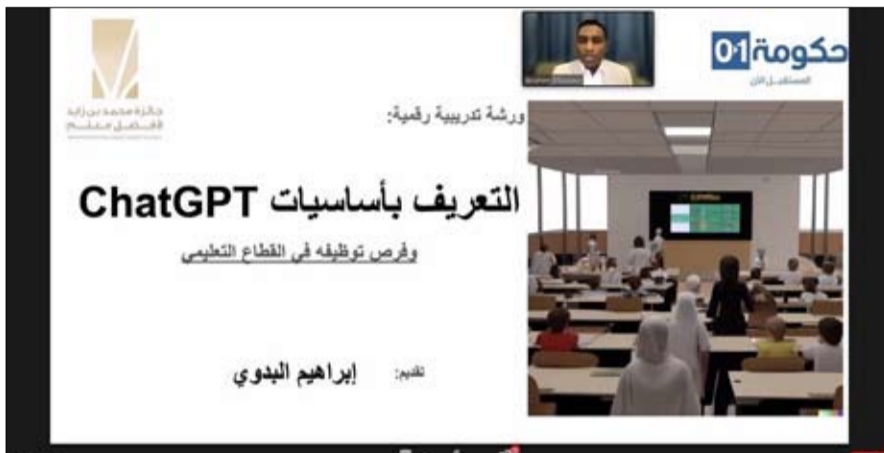 حكومة 01
المستقبل الآن
جائزة محمد بن زايد
لأفضل معلم
ورشة تدريبية رقمية:
التعريف بأساسيات ChatGPT
وفرص توظيفه في القطاع التعليمي
تقديم: إبراهيم البدوي